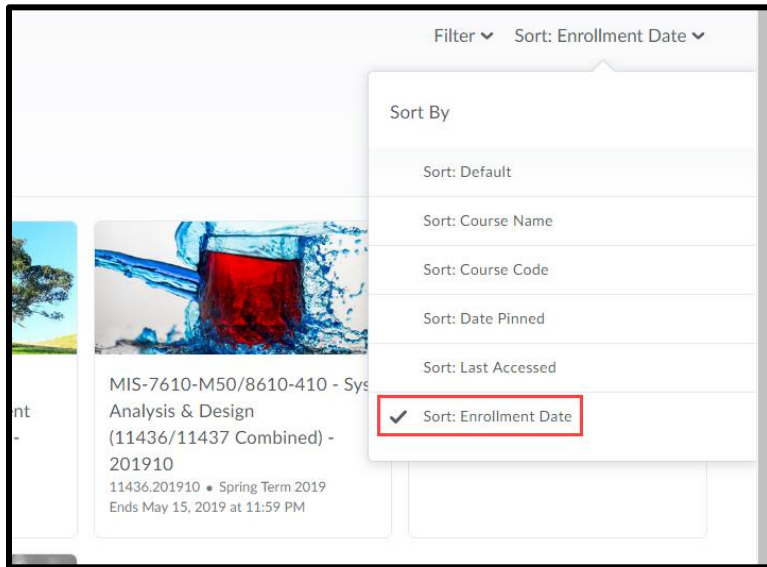 Filter Sort: Enrollment Date
Sort By
Sort: Default
Sort: Course Name
Sort: Course Code
Sort: Date Pinned
Sort: Last Accessed
Sort: Enrollment Date
nt
-
MIS-7610-M50/8610-410 - Sys
Analysis & Design
(11436/11437 Combined) -
201910
11436.201910 • Spring Term 2019
Ends May 15, 2019 at 11:59 PM